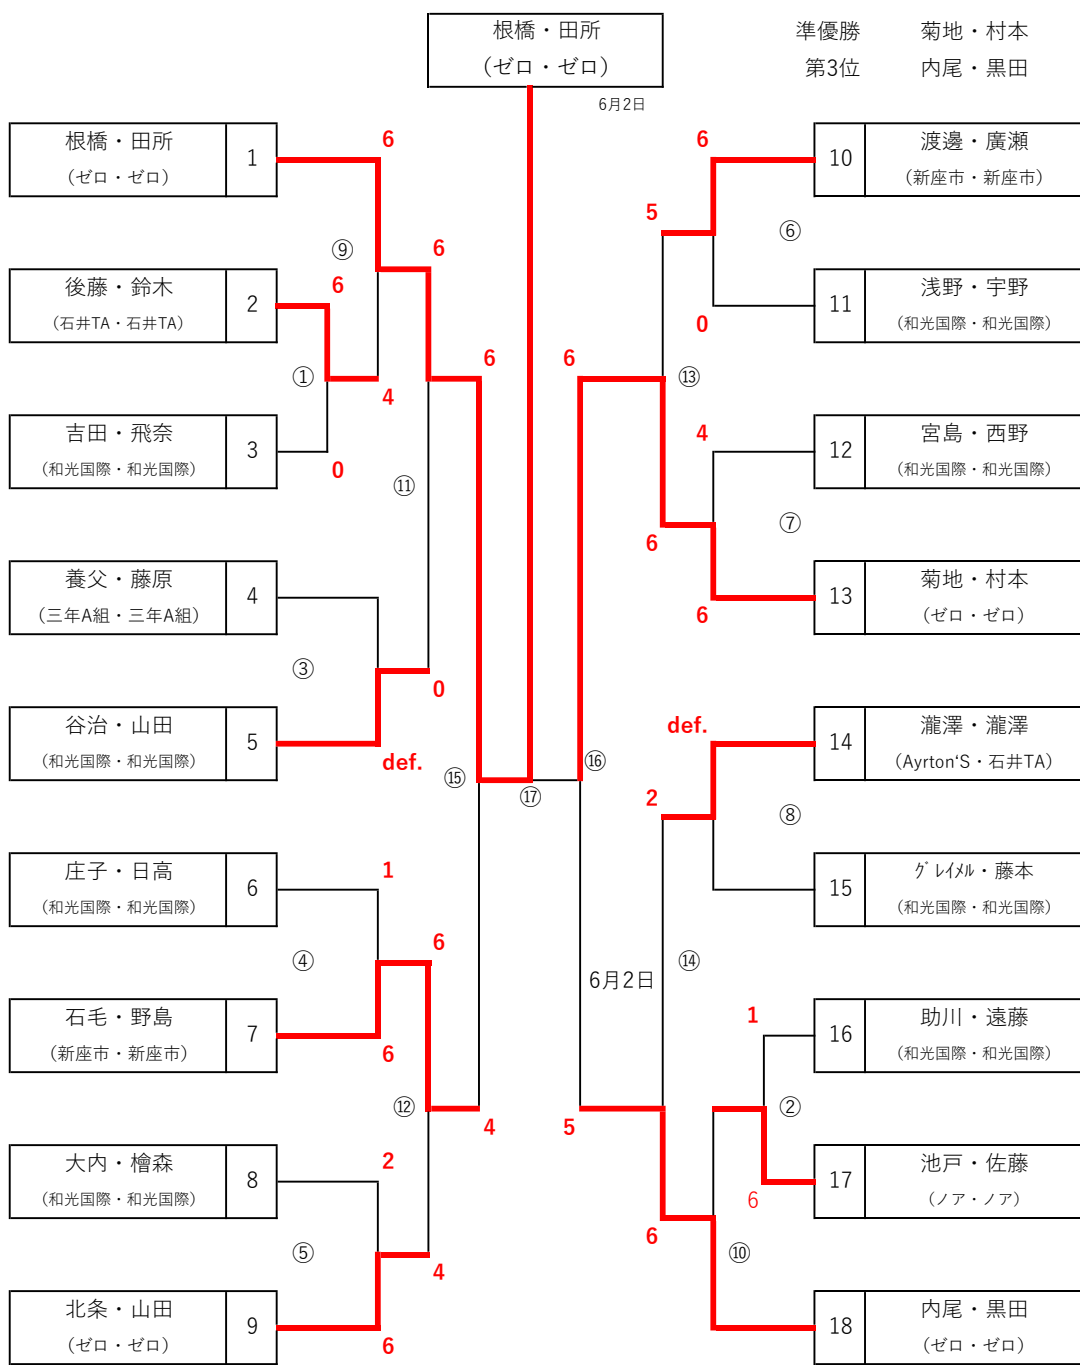 根橋・田所
(ゼロ・ゼロ)
6月2日
準優勝 菊地・村本
第3位 内尾・黒田
根橋・田所
(ゼロ・ゼロ)
1
6
⑨
6
後藤・鈴木
(石井TA・石井TA)
2
6
①
4
吉田・飛奈
(和光国際・和光国際)
3
0
⑪
6
養父・藤原
(三年A組・三年A組)
4
③
0
谷治・山田
(和光国際・和光国際)
5
def.
⑮
⑰
庄子・日高
(和光国際・和光国際)
6
1
④
6
石毛・野島
(新座市・新座市)
7
6
⑫
4
大内・檜森
(和光国際・和光国際)
8
2
⑤
4
北条・山田
(ゼロ・ゼロ)
9
6
6
10
渡邊・廣瀬
(新座市・新座市)
5
⑥
0
11
浅野・宇野
(和光国際・和光国際)
6
⑬
4
12
宮島・西野
(和光国際・和光国際)
6
⑦
6
13
菊地・村本
(ゼロ・ゼロ)
def.
14
瀧澤・瀧澤
(Ayrton'S・石井TA)
⑯
2
⑧
15
グレイメル・藤本
(和光国際・和光国際)
6月2日
⑭
1
16
助川・遠藤
(和光国際・和光国際)
5
②
6
17
池戸・佐藤
(ノア・ノア)
6
⑩
18
内尾・黒田
(ゼロ・ゼロ)